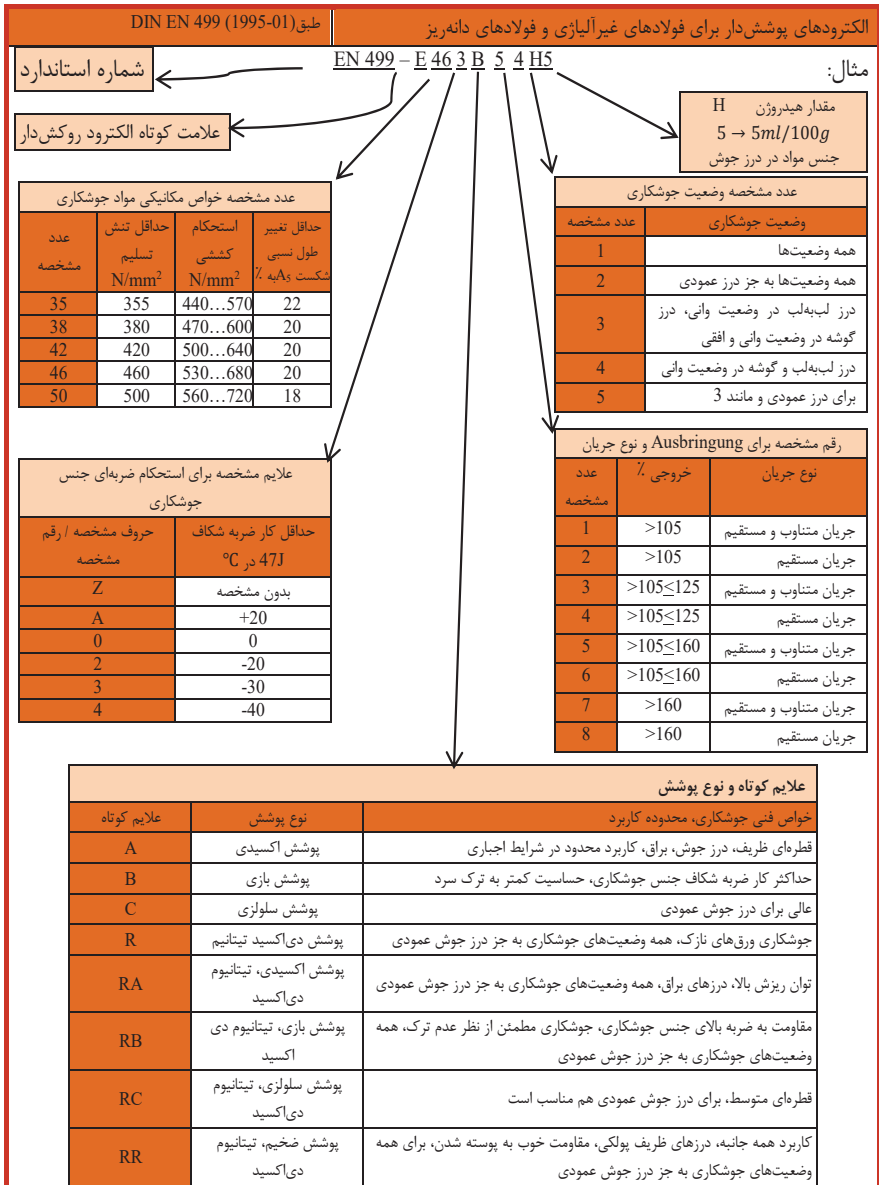 الکترودهای پوشش‌دار برای فولادهای غیرآلیاژی و فولادهای دانه‌ریز
طبق(DIN EN 499 (1995-01
مثال:
EN 499 – E 46 3 B 5 4 H5
شماره استاندارد
علامت کوتاه الکترود روکش‌دار
مقدار هیدروژن H
5 → 5ml/100g
جنس مواد در درز جوش
عدد مشخصه خواص مکانیکی مواد جوشکاری
عدد مشخصه | حداقل تنش تسلیم N/mm² | استحکام کششی N/mm² | حداقل تغییر طول نسبی شکست A₅به ٪
35 355 440…570 22
38 380 470…600 20
42 420 500…640 20
46 460 530…680 20
50 500 560…720 18
عدد مشخصه وضعیت جوشکاری
وضعیت جوشکاری | عدد مشخصه
همه وضعیت‌ها 1
همه وضعیت‌ها به جز درز عمودی 2
درز لب‌به‌لب در وضعیت وانی، درز
گوشه در وضعیت وانی و افقی 3
درز لب‌به‌لب و گوشه در وضعیت وانی 4
برای درز عمودی و مانند 3 5
علایم مشخصه برای استحکام ضربه‌ای جنس
جوشکاری
حروف مشخصه / رقم مشخصه | حداقل کار ضربه شکاف 47J در °C
Z بدون مشخصه
A +20
0 0
2 -20
3 -30
4 -40
رقم مشخصه برای Ausbringung و نوع جریان
نوع جریان | خروجی ٪ | عدد مشخصه
جریان متناوب و مستقیم >105 1
جریان مستقیم >105 2
جریان متناوب و مستقیم >105≤125 3
جریان مستقیم >105≤125 4
جریان متناوب و مستقیم >105≤160 5
جریان مستقیم >105≤160 6
جریان متناوب و مستقیم >160 7
جریان مستقیم >160 8
علایم کوتاه و نوع پوشش
خواص فنی جوشکاری، محدوده کاربرد | نوع پوشش | علایم کوتاه
قطره‌ای ظریف، درز جوش، براق، کاربرد محدود در شرایط اجباری | پوشش اکسیدی | A
حداکثر کار ضربه شکاف جنس جوشکاری، حساسیت کمتر به ترک سرد | پوشش بازی | B
عالی برای درز جوش عمودی | پوشش سلولزی | C
جوشکاری ورق‌های نازک، همه وضعیت‌های جوشکاری به جز درز جوش عمودی | پوشش دی‌اکسید تیتانیم | R
توان ریزش بالا، درزهای براق، همه وضعیت‌های جوشکاری به جز درز جوش عمودی | پوشش اکسیدی، تیتانیوم دی‌اکسید | RA
مقاومت به ضربه بالای جنس جوشکاری، جوشکاری مطمئن از نظر عدم ترک، همه
وضعیت‌های جوشکاری به جز درز جوش عمودی | پوشش بازی، تیتانیوم دی اکسید | RB
قطره‌ای متوسط، برای درز جوش عمودی هم مناسب است | پوشش سلولزی، تیتانیوم دی‌اکسید | RC
کاربرد همه جانبه، درزهای ظریف پولکی، مقاومت خوب به پوسته شدن، برای همه
وضعیت‌های جوشکاری به جز درز جوش عمودی | پوشش ضخیم، تیتانیوم دی‌اکسید | RR